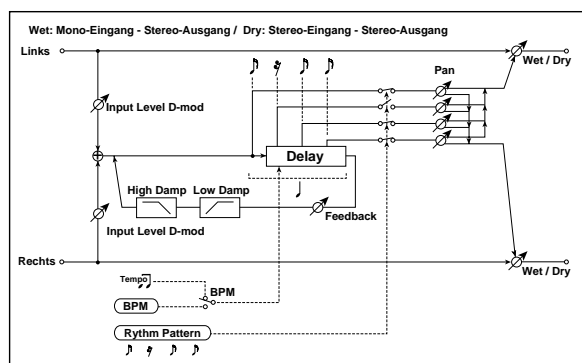 Wet: Mono-Eingang - Stereo-Ausgang / Dry: Stereo-Eingang - Stereo-Ausgang
Links
Wet / Dry
Pan
Input Level D-mod
Delay
High Damp Low Damp
Feedback
Input Level D-mod
Rechts
Wet / Dry
Tempo
BPM
BPM
Rythm Pattern